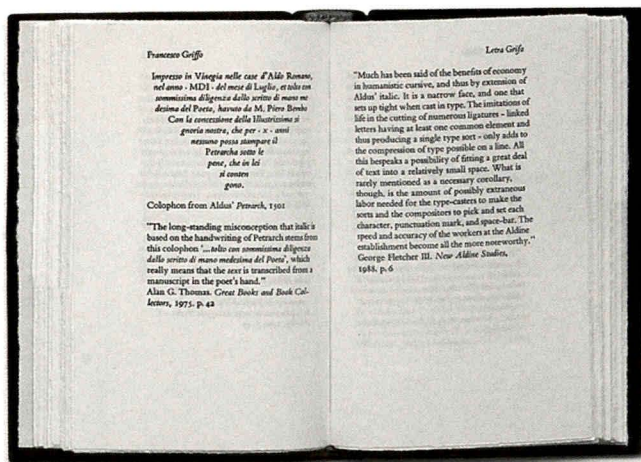 Francesco Griffo
Impresso in Vinegia nelle case d'Aldo Romano,
nel anno · MDI · del mese di Luglio, et tolto con
sommissima diligenza dallo scritto di mano me
desima del Poeta, havuto da M. Piero Bembo
Con la concessione della Illustrissima si
gnoria nostra, che per · x · anni
nessuno possa stampare il
Petrarcha sotto le
pene, che in lei
si conten
gono.
Colophon from Aldus' Petrarch, 1501
"The long-standing misconception that italic is
based on the handwriting of Petrarch stems from
this colophon '...tolto con sommissima diligenza
dallo scritto di mano medesima del Poeta', which
really means that the text is transcribed from a
manuscript in the poet's hand."
Alan G. Thomas. Great Books and Book Col-
lectors, 1975. p. 42
Letra Grifa
"Much has been said of the benefits of economy
in humanistic cursive, and thus by extension of
Aldus' italic. It is a narrow face, and one that
sets up tight when cast in type. The imitations of
life in the cutting of numerous ligatures – linked
letters having at least one common element and
thus producing a single type sort – only adds to
the compression of type possible on a line. All
this bespeaks a possibility of fitting a great deal
of text into a relatively small space. What is
rarely mentioned as a necessary corollary,
though, is the amount of possibly extraneous
labor needed for the type-casters to make the
sorts and the compositors to pick and set each
character, punctuation mark, and space-bar. The
speed and accuracy of the workers at the Aldine
establishment become all the more noteworthy."
George Fletcher III. New Aldine Studies,
1988. p. 6